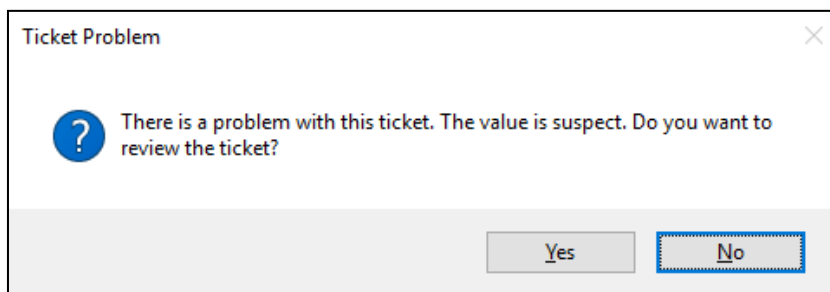 Ticket Problem
There is a problem with this ticket. The value is suspect. Do you want to
review the ticket?
Yes
No